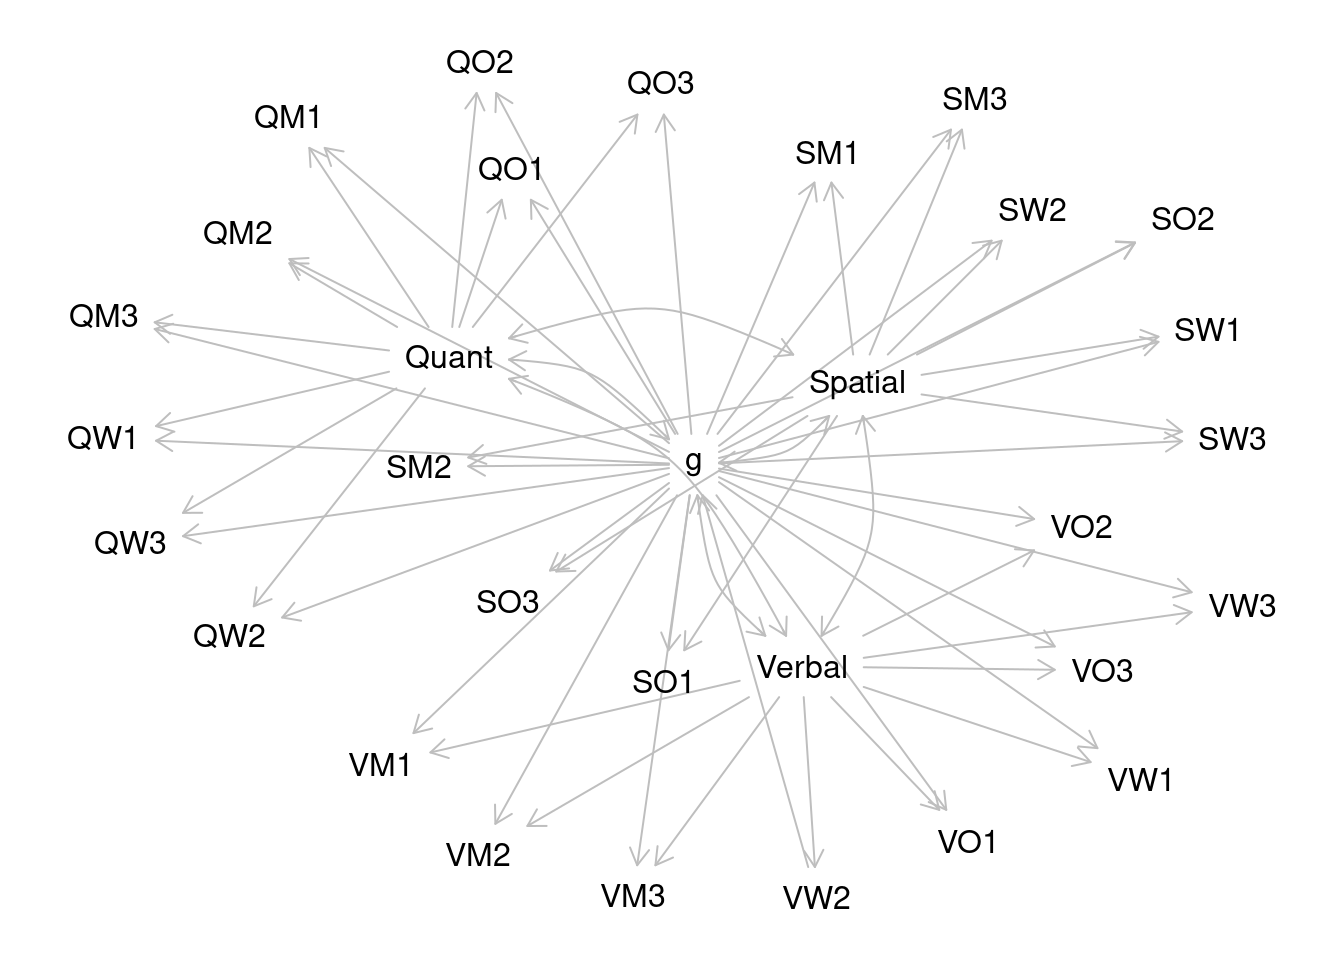 QO2
QO3
SM3
QM1
SM1
QO1
SW2
SO2
QM2
QM3
SW1
Quant
Spatial
QW1
SW3
g
SM2
VO2
QW3
SO3
VW3
QW2
Verbal
VO3
SO1
VM1
VW1
VO1
VM2
VM3
VW2